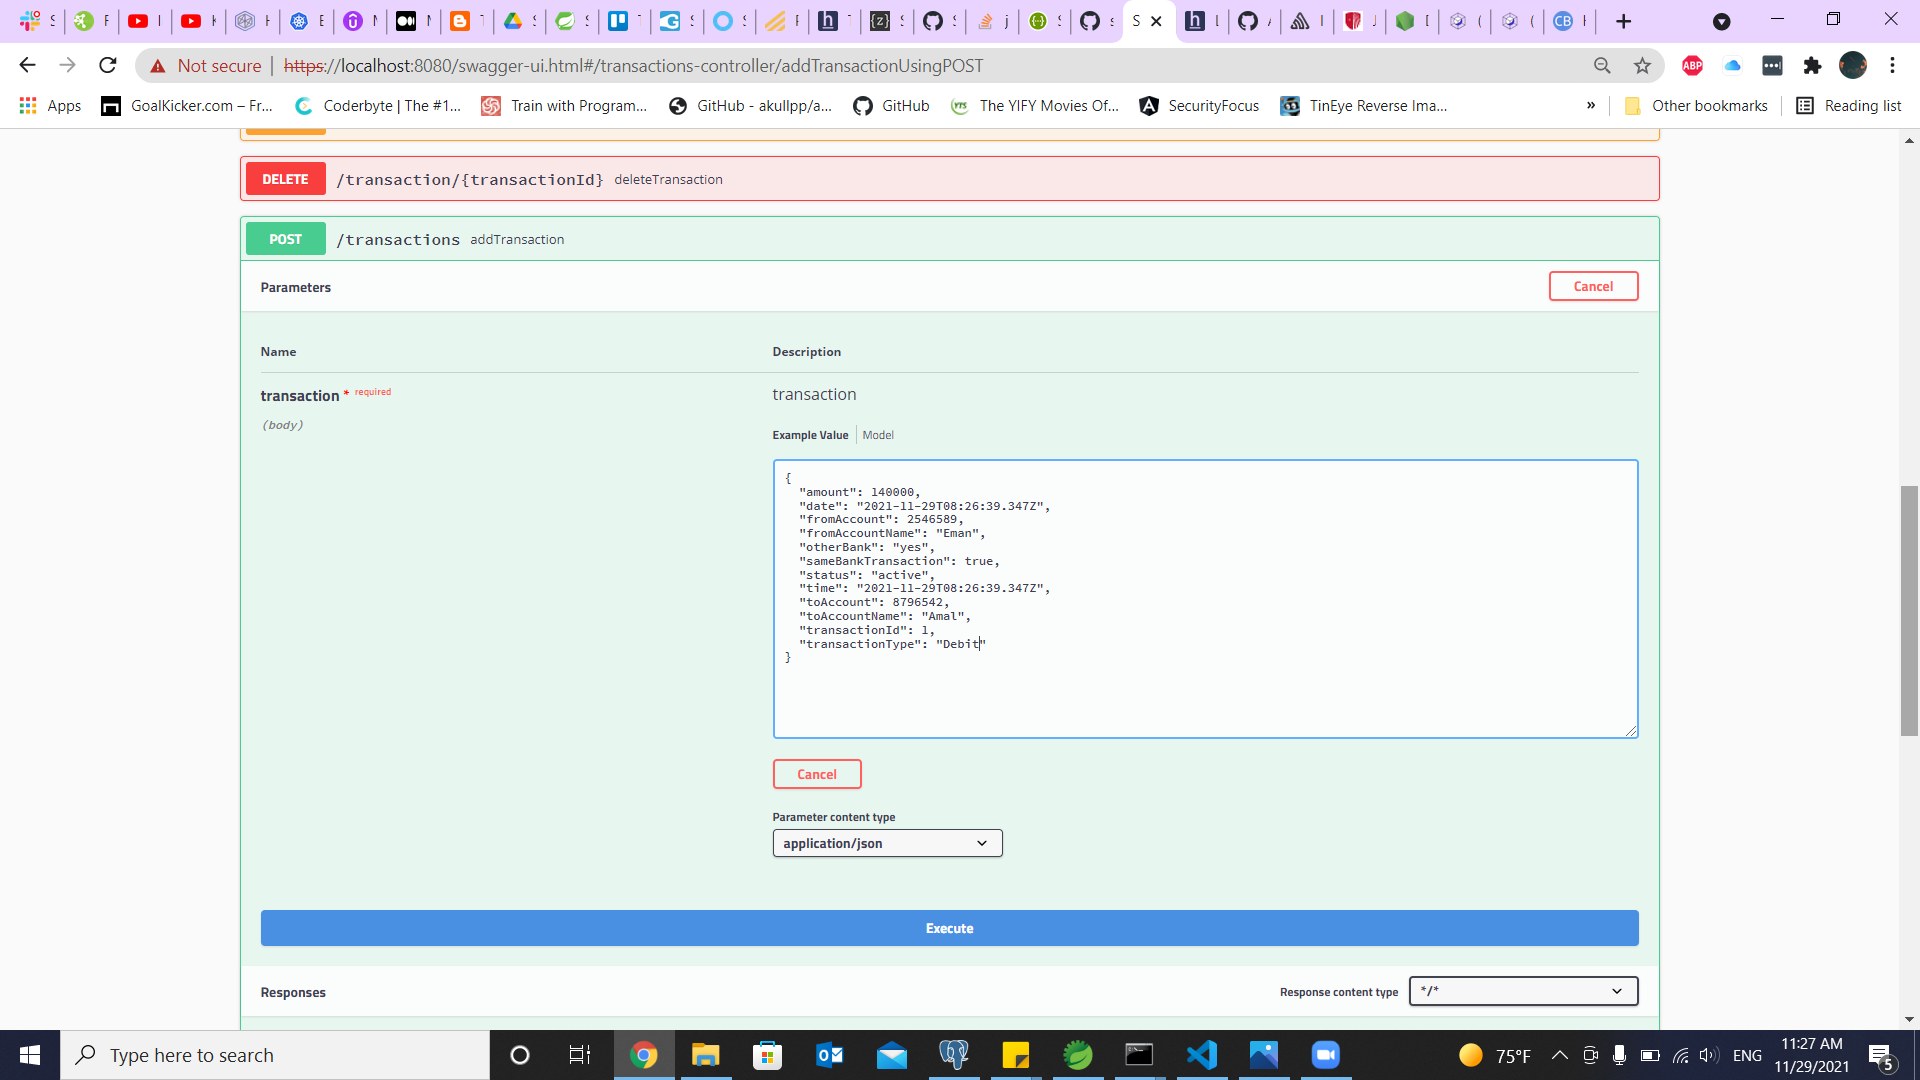 Not secure | https://localhost:8080/swagger-ui.html#/transactions-controller/addTransactionUsingPOST
ABP
Apps GoalKicker.com – Fr... Coderbyte | The #1... Train with Program... GitHub - akullpp/a... GitHub The YIFY Movies Of... SecurityFocus TinEye Reverse Ima... » Other bookmarks Reading list
DELETE /transaction/{transactionId} deleteTransaction
POST /transactions addTransaction
Parameters Cancel
Name Description
transaction * required transaction
(body)
Example Value Model
{
"amount": 140000,
"date": "2021-11-29T08:26:39.347Z",
"fromAccount": 2546589,
"fromAccountName": "Eman",
"otherBank": "yes",
"sameBankTransaction": true,
"status": "active",
"time": "2021-11-29T08:26:39.347Z",
"toAccount": 8796542,
"toAccountName": "Amal",
"transactionId": 1,
"transactionType": "Debit"
}
Cancel
Parameter content type
application/json
Execute
Responses Response content type */*
Type here to search 75°F ENG 11:27 AM
11/29/2021 5